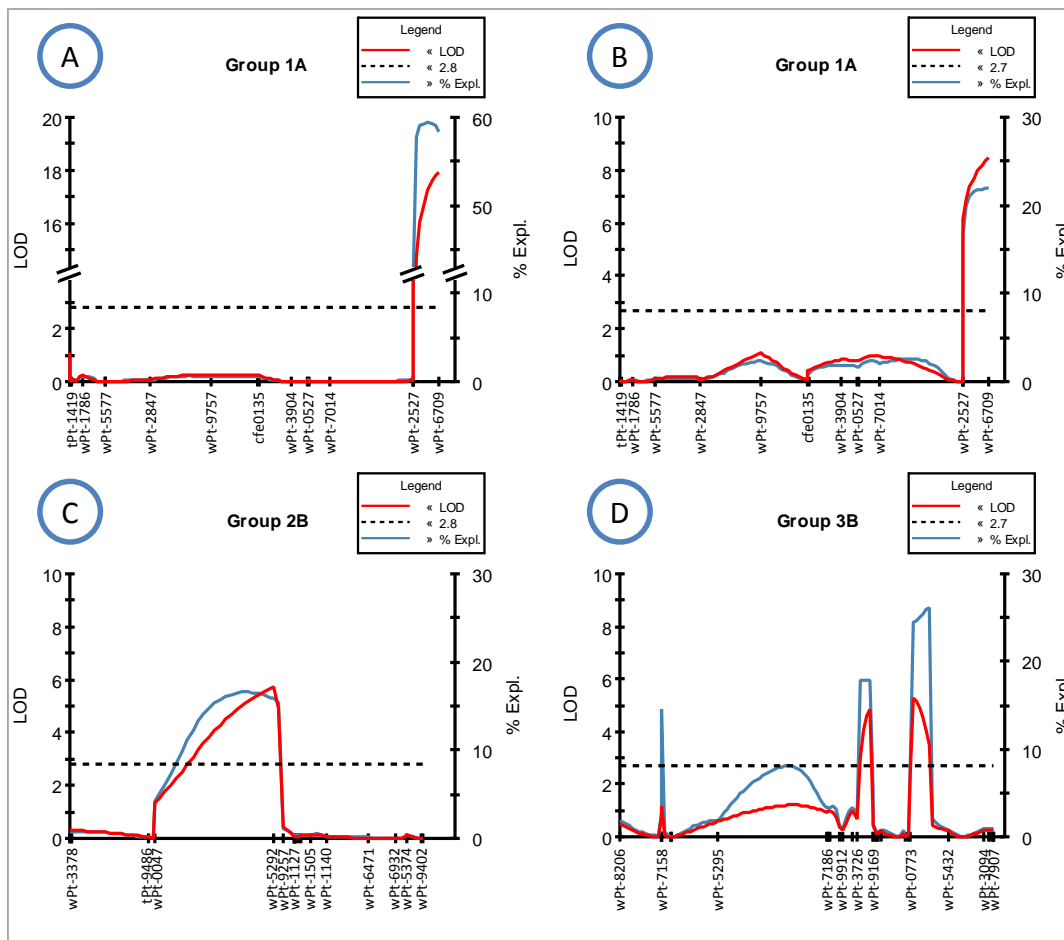 A
Group 1A
Legend
« LOD
« 2.8
» % Expl.
20
18
16
2
0
LOD
60
50
10
0
% Expl.
tPt-1419
wPt-1786
wPt-5577
wPt-2847
wPt-9757
cfe0135
wPt-3904
wPt-0527
wPt-7014
wPt-2527
wPt-6709
B
Group 1A
Legend
« LOD
« 2.7
» % Expl.
10
8
6
4
2
0
LOD
30
20
10
0
% Expl.
tPt-1419
wPt-1786
wPt-5577
wPt-2847
wPt-9757
cfe0135
wPt-3904
wPt-0527
wPt-7014
wPt-2527
wPt-6709
C
Group 2B
Legend
« LOD
« 2.8
» % Expl.
10
8
6
4
2
0
LOD
30
20
10
0
% Expl.
wPt-3378
tPt-9486
wPt-0047
wPt-5292
wPt-9257
wPt-1127
wPt-1505
wPt-1140
wPt-6471
wPt-6932
wPt-5374
wPt-9402
D
Group 3B
Legend
« LOD
« 2.7
» % Expl.
10
8
6
4
2
0
LOD
30
20
10
0
% Expl.
wPt-8206
wPt-7158
wPt-5295
wPt-7186
wPt-9912
wPt-3726
wPt-9169
wPt-0773
wPt-5432
wPt-3094
wPt-7907